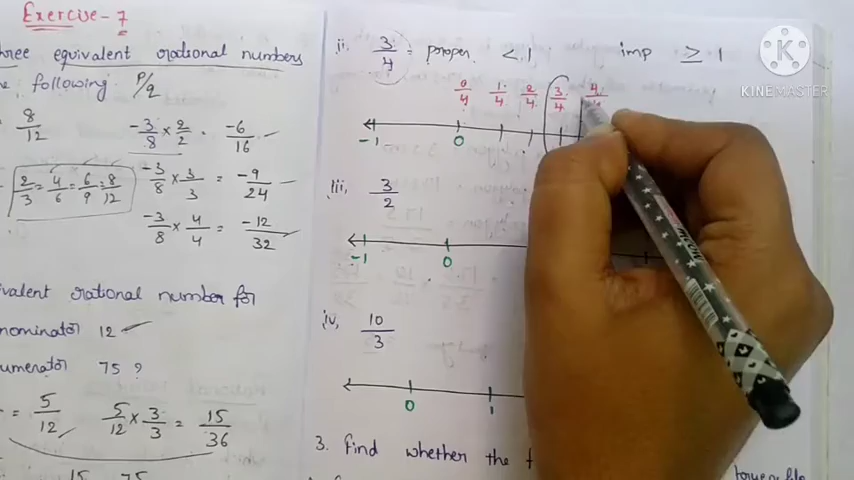 Exercise-7
three equivalent rational numbers
the following. P/q
8/12
-3/8 × 2/2 . -6/16
2/3 = 4/6 = 6/9 = 8/12
-3/8 × 3/3 = -9/24
-3/8 × 4/4 = -12/32
rational number for
12
75 ?
= 5/12 5/12 × 3/3 = 15/36
15 75
ii. 3/4 = proper. < 1 imp ≥ 1
0/4 1/4 2/4 3/4
-1 0
iii, 3/2
-1 0
iv, 10/3
0 1
3. Find whether the
KINEMASTER